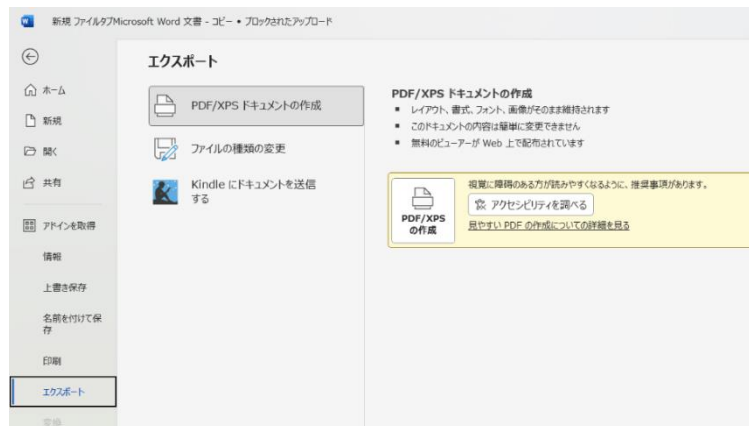 新規 ファイルタブMicrosoft Word 文書 - コピー • ブロックされたアップロード
ホーム
新規
開く
共有
アドインを取得
情報
上書き保存
名前を付けて保
存
印刷
エクスポート
変換
エクスポート
PDF/XPS ドキュメントの作成
ファイルの種類の変更
Kindle にドキュメントを送信
する
PDF/XPS ドキュメントの作成
▪ レイアウト、書式、フォント、画像がそのまま維持されます
▪ このドキュメントの内容は簡単に変更できません
▪ 無料のビューアーが Web 上で配布されています
PDF/XPS
の作成
視覚に障碍のある方が読みやすくなるように、推奨事項があります。
アクセシビリティを調べる
見やすい PDF の作成についての詳細を見る